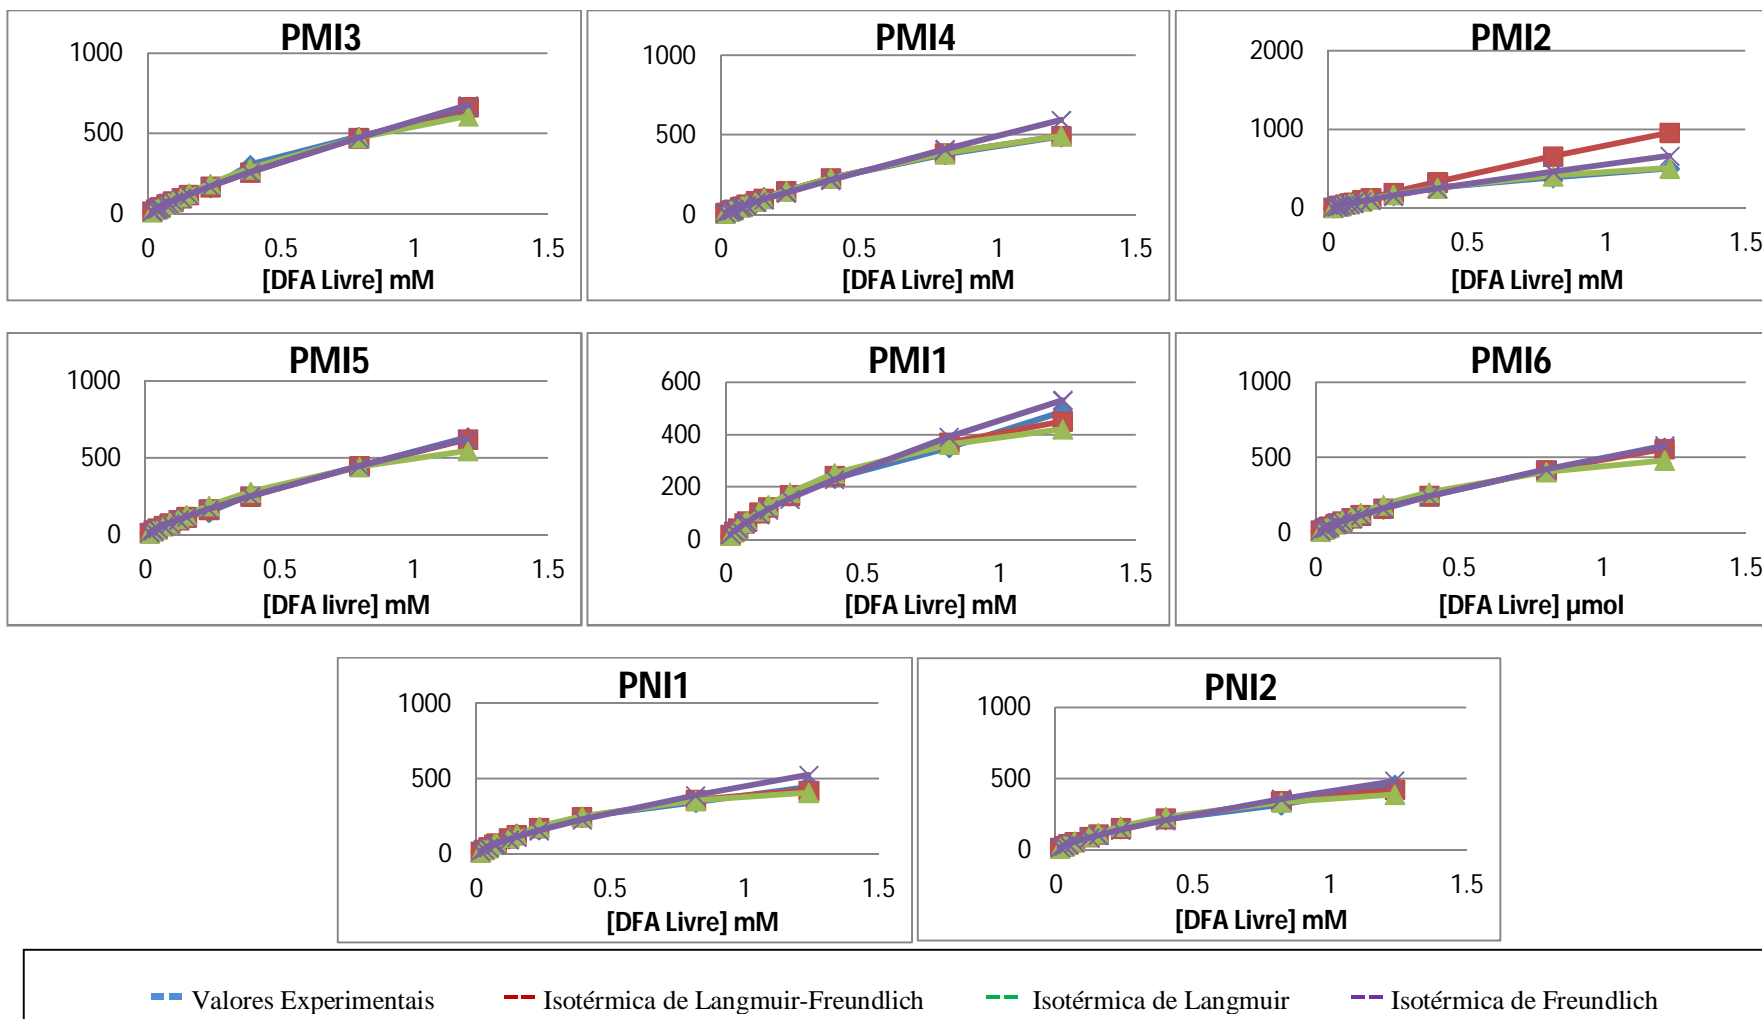 PMI3
1000
500
0
0 0.5 1 1.5
[DFA Livre] mM
PMI4
1000
500
0
0 0.5 1 1.5
[DFA Livre] mM
PMI2
2000
1000
0
0 0.5 1 1.5
[DFA Livre] mM
PMI5
1000
500
0
0 0.5 1 1.5
[DFA livre] mM
PMI1
600
400
200
0
0 0.5 1 1.5
[DFA Livre] mM
PMI6
1000
500
0
0 0.5 1 1.5
[DFA Livre] µmol
PNI1
1000
500
0
0 0.5 1 1.5
[DFA Livre] mM
PNI2
1000
500
0
0 0.5 1 1.5
[DFA Livre] mM
Valores Experimentais Isotérmica de Langmuir-Freundlich Isotérmica de Langmuir Isotérmica de Freundlich